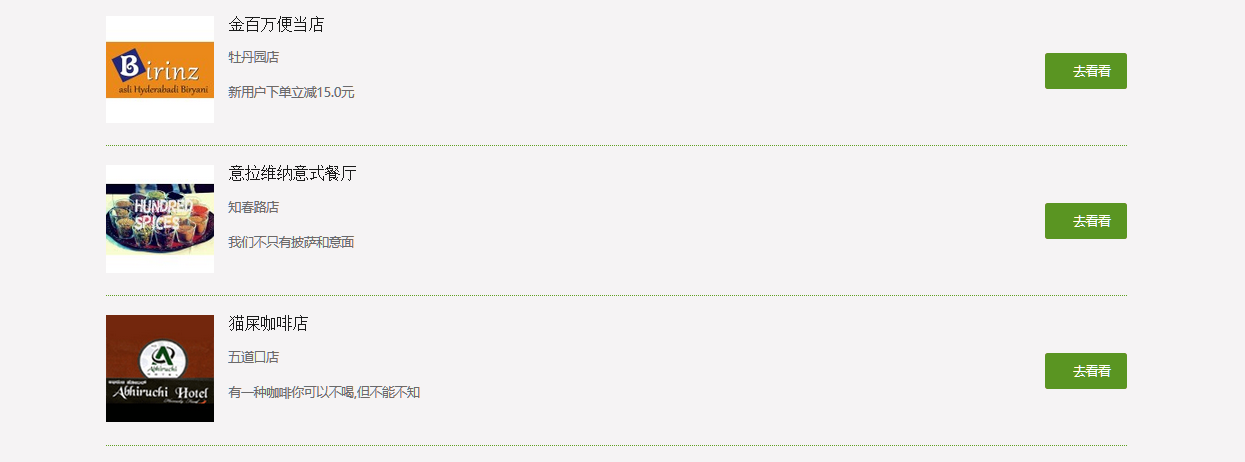 金百万便当店
牡丹园店
新用户下单立减15.0元
去看看
Birinz
asli Hyderabadi Biryani
意拉维纳意式餐厅
知春路店
我们不只有披萨和意面
去看看
HUNDRED
SPICES
猫屎咖啡店
五道口店
有一种咖啡你可以不喝,但不能不知
去看看
Abhiruchi
Abhiruchi Hotel